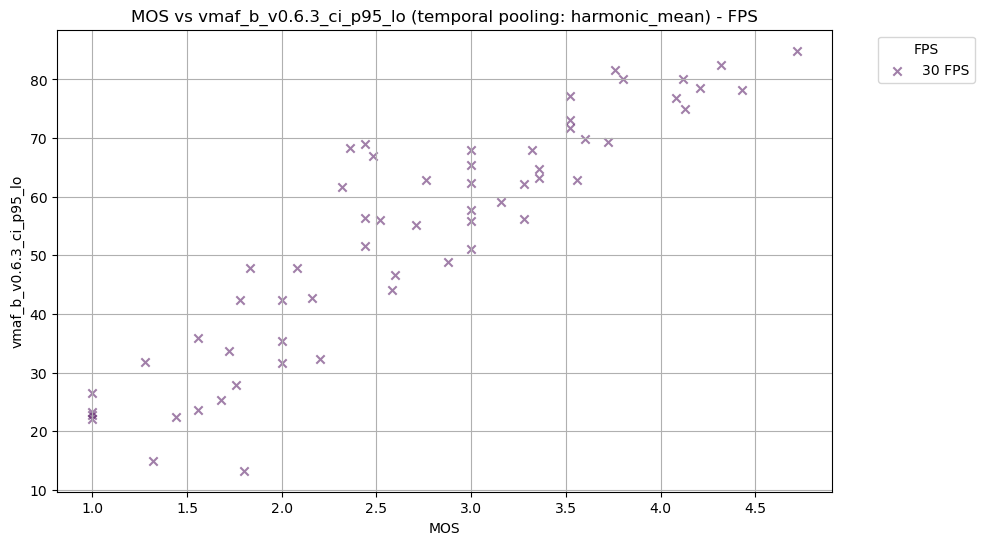 MOS vs vmaf_b_v0.6.3_ci_p95_lo (temporal pooling: harmonic_mean) - FPS
FPS
30 FPS
vmaf_b_v0.6.3_ci_p95_lo
80
70
60
50
40
30
20
10
1.0 1.5 2.0 2.5 3.0 3.5 4.0 4.5
MOS